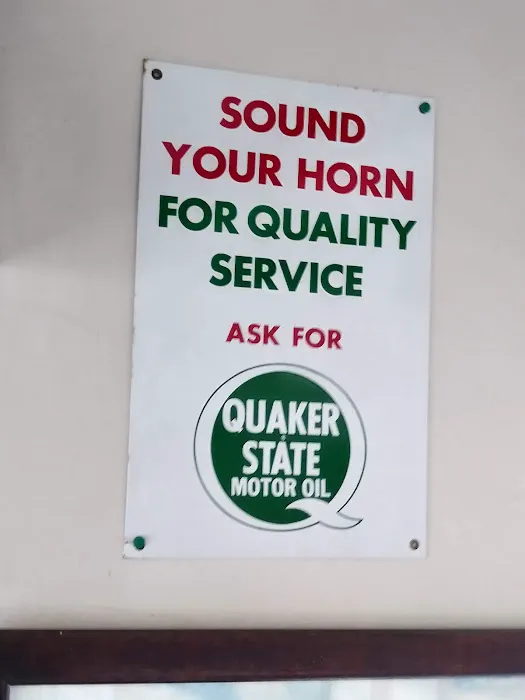 SOUND
YOUR HORN
FOR QUALITY
SERVICE
ASK FOR
QUAKER
STATE
MOTOR OIL